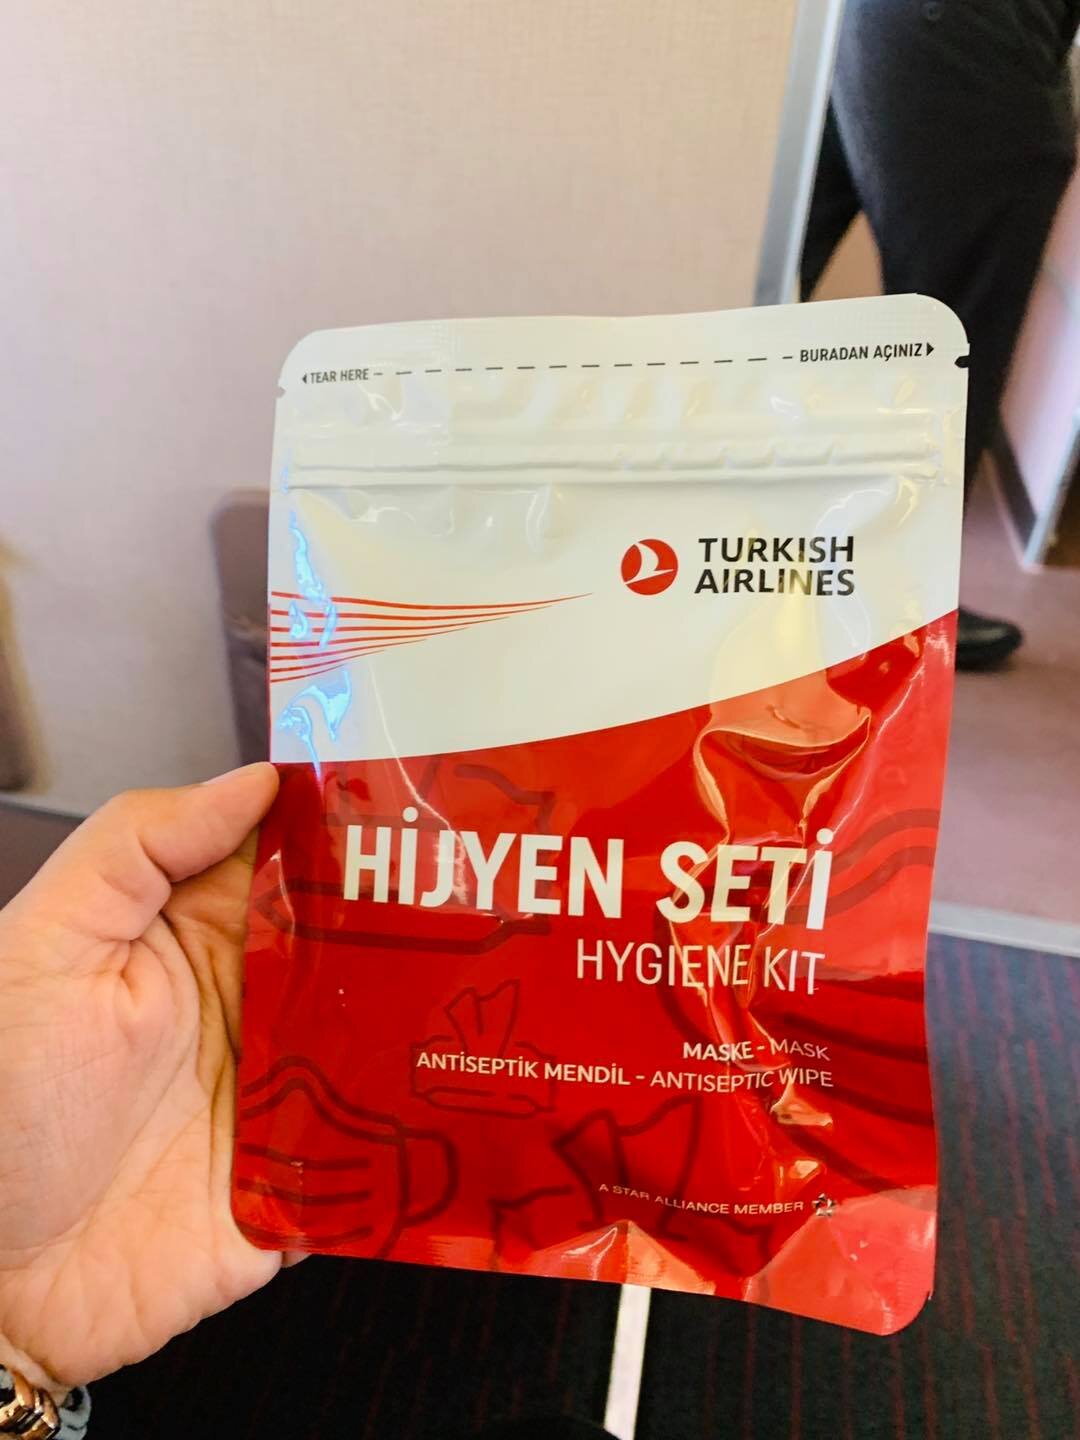 TEAR HERE
BURADAN AÇINIZ
TURKISH
AIRLINES
HİJYEN SETİ
HYGIENE KIT
MASKE - MASK
ANTİSEPTİK MENDİL - ANTISEPTIC WIPE
A STAR ALLIANCE MEMBER